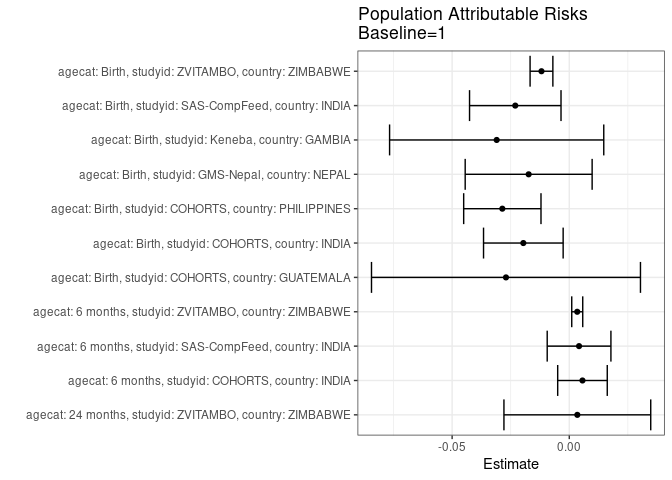 Population Attributable Risks
Baseline=1
agecat: Birth, studyid: ZVITAMBO, country: ZIMBABWE
agecat: Birth, studyid: SAS-CompFeed, country: INDIA
agecat: Birth, studyid: Keneba, country: GAMBIA
agecat: Birth, studyid: GMS-Nepal, country: NEPAL
agecat: Birth, studyid: COHORTS, country: PHILIPPINES
agecat: Birth, studyid: COHORTS, country: INDIA
agecat: Birth, studyid: COHORTS, country: GUATEMALA
agecat: 6 months, studyid: ZVITAMBO, country: ZIMBABWE
agecat: 6 months, studyid: SAS-CompFeed, country: INDIA
agecat: 6 months, studyid: COHORTS, country: INDIA
agecat: 24 months, studyid: ZVITAMBO, country: ZIMBABWE
-0.05 0.00
Estimate